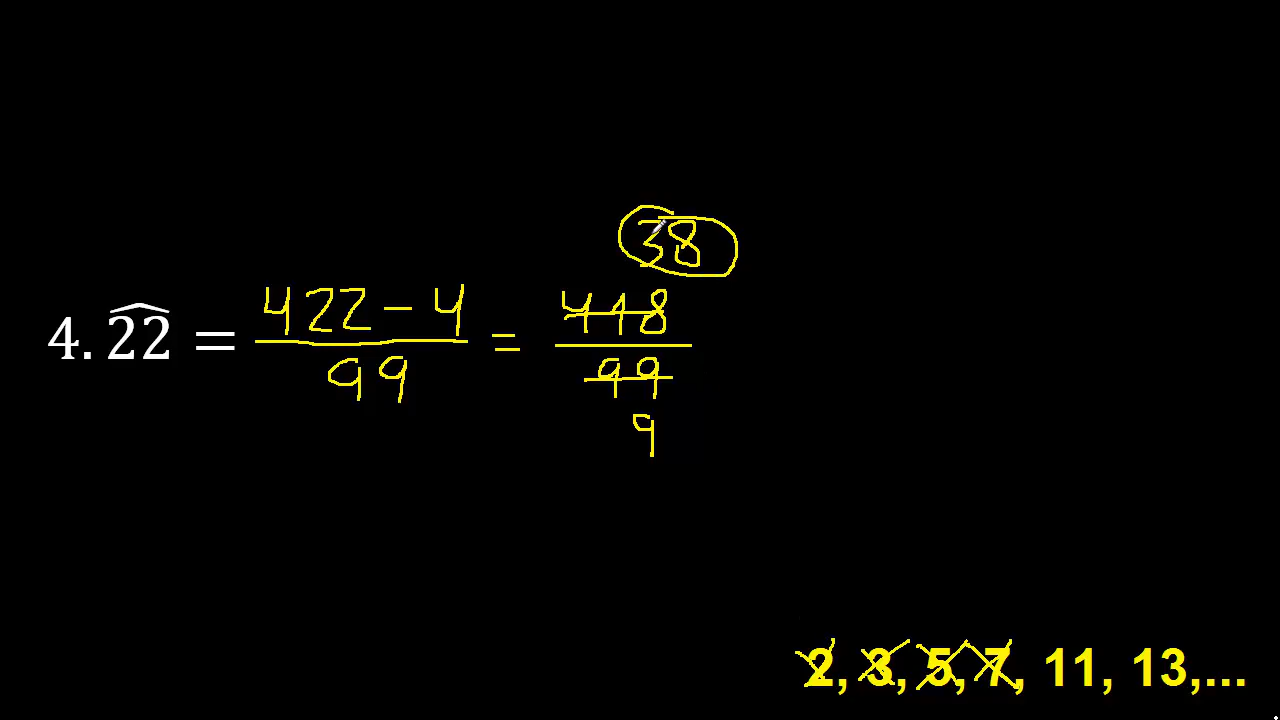 38
4.22 = 422 - 4 / 99 = 418 / 99
9
2, 3, 5, 7, 11, 13,...